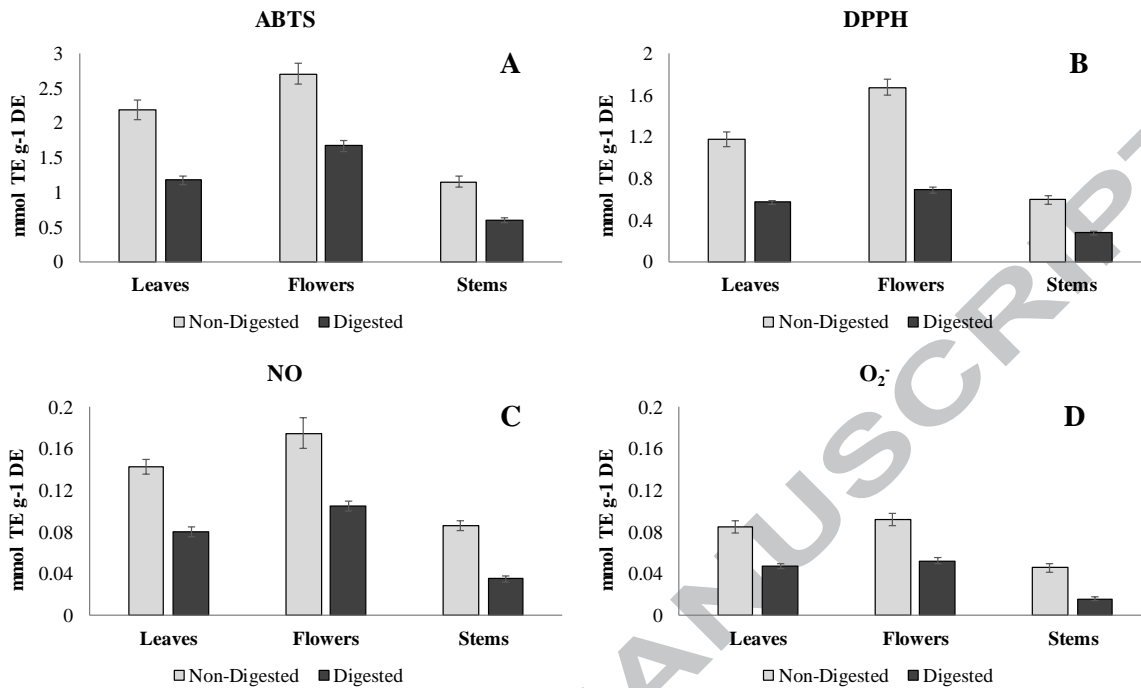 ABTS
A
mmol TE g-1 DE
3
2.5
2
1.5
1
0.5
0
Leaves Flowers Stems
Non-Digested Digested
DPPH
B
mmol TE g-1 DE
2
1.6
1.2
0.8
0.4
0
Leaves Flowers Stems
Non-Digested Digested
NO
C
mmol TE g-1 DE
0.2
0.16
0.12
0.08
0.04
0
Leaves Flowers Stems
Non-Digested Digested
O₂⁻
D
mmol TE g-1 DE
0.2
0.16
0.12
0.08
0.04
0
Leaves Flowers Stems
Non-Digested Digested
ANUSCRIPT